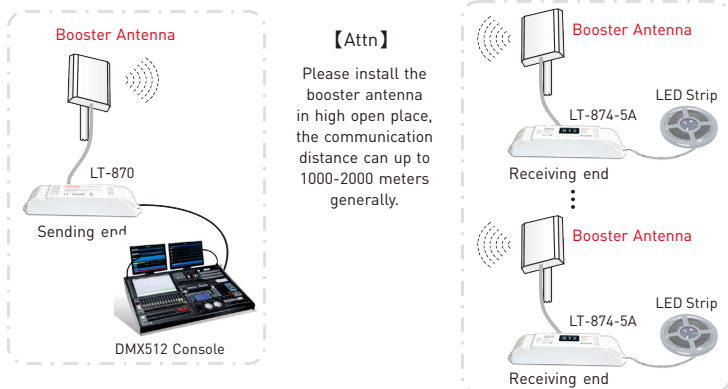 Booster Antenna
LT-870
Sending end
DMX512 Console
【Attn】
Please install the
booster antenna
in high open place,
the communication
distance can up to
1000-2000 meters
generally.
Booster Antenna
LED Strip
LT-874-5A
512
Receiving end
Booster Antenna
LED Strip
LT-874-5A
512
Receiving end